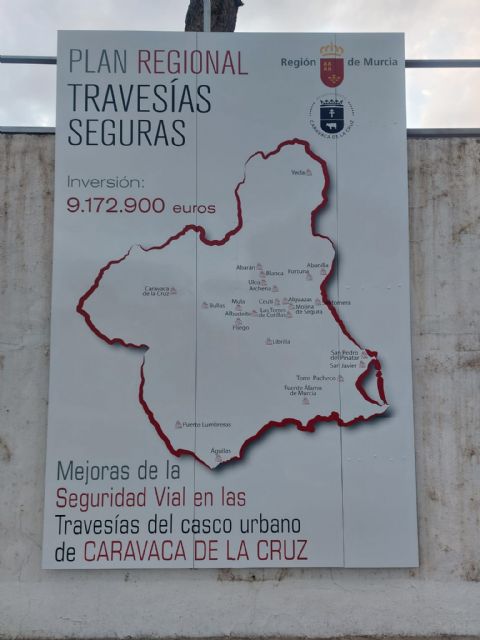 PLAN REGIONAL
TRAVESÍAS
SEGURAS
Región de Murcia
CARAVACA DE LA CRUZ
Inversión:
9.172.900 euros
Yecla
Abarán
Blanca
Abanilla
Fortuna
Ulea
Archena
Caravaca
de la Cruz
Bullas
Mula
Ceutí
Alguazas
Santomera
Albudeite
Las Torres
de Cotillas
Molina
de Segura
Pliego
Librilla
San Pedro
del Pinatar
San Javier
Torre Pacheco
Fuente Álamo
de Murcia
Puerto Lumbreras
Águilas
Mejoras de la
Seguridad Vial en las
Travesías del casco urbano
de CARAVACA DE LA CRUZ